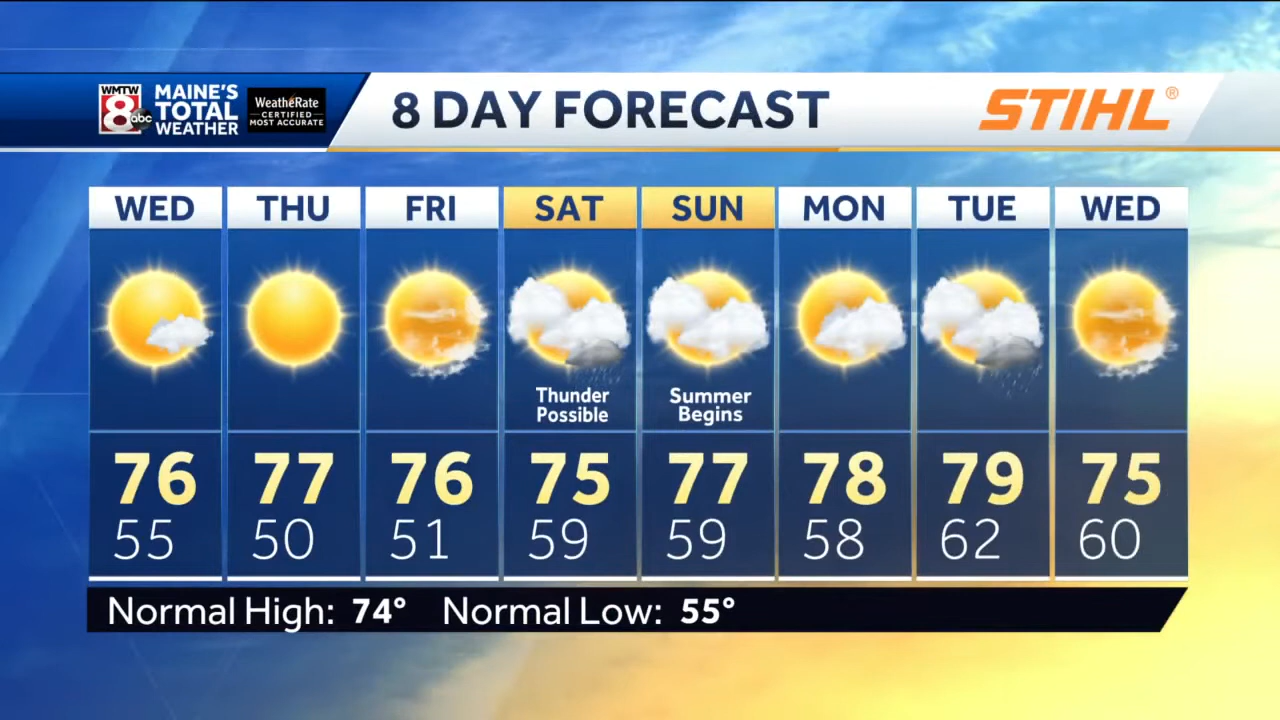 WMTW
8
abc
MAINE'S
TOTAL
WEATHER
WeatheRate
CERTIFIED
MOST ACCURATE
8 DAY FORECAST
STIHL®
WED THU FRI SAT SUN MON TUE WED
Thunder
Possible
Summer
Begins
76 77 76 75 77 78 79 75
55 50 51 59 59 58 62 60
Normal High: 74° Normal Low: 55°